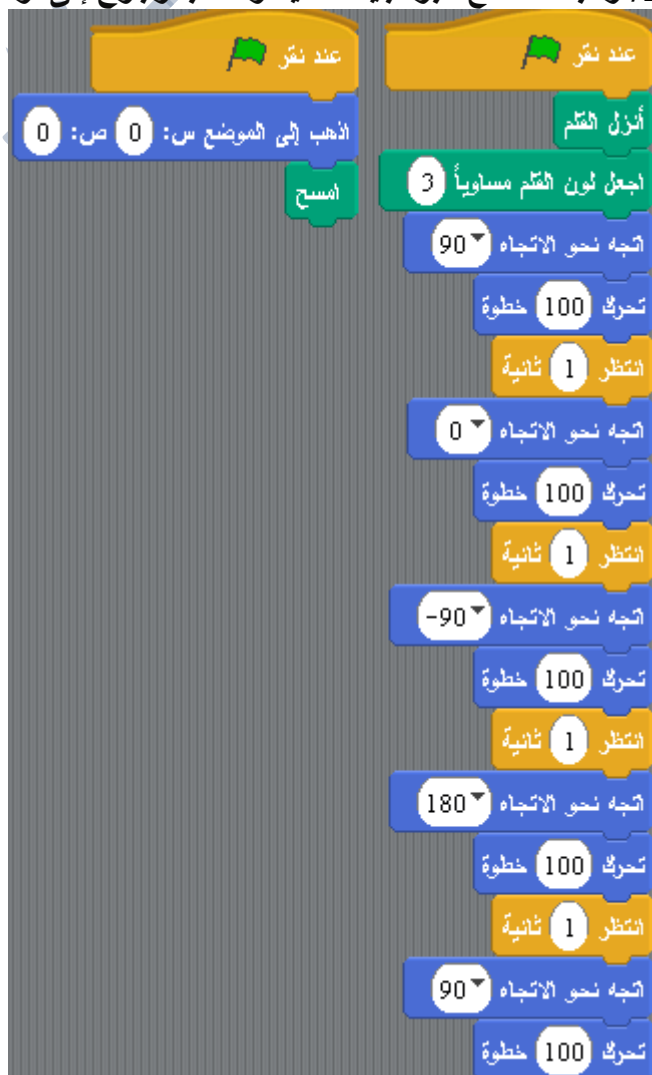 عند نقر
أنزل القلم
اجعل لون القلم مساوياً 3
اتجه نحو الاتجاه 90
تحرك 100 خطوة
انتظر 1 ثانية
اتجه نحو الاتجاه 0
تحرك 100 خطوة
انتظر 1 ثانية
اتجه نحو الاتجاه -90
تحرك 100 خطوة
انتظر 1 ثانية
اتجه نحو الاتجاه 180
تحرك 100 خطوة
انتظر 1 ثانية
اتجه نحو الاتجاه 90
تحرك 100 خطوة
عند نقر
اذهب إلى الموضع س: 0 ص: 0
امسح